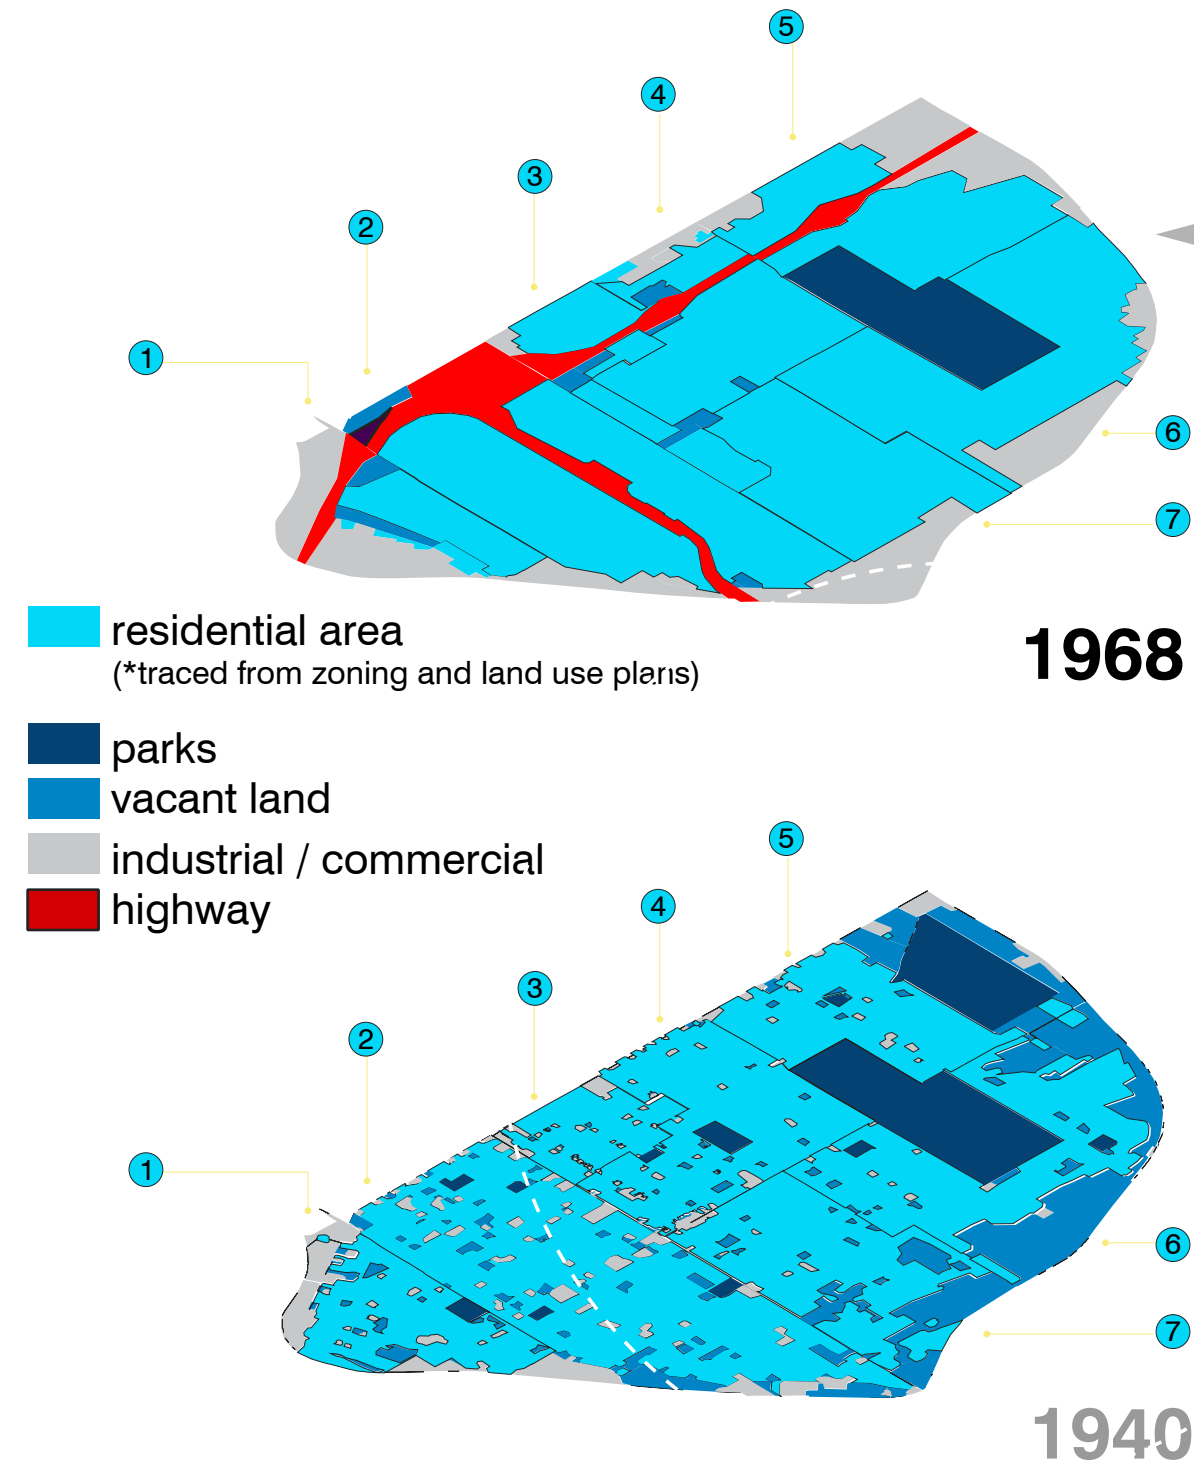 5
4
3
2
1
6
7
residential area
(*traced from zoning and land use plans)
1968
parks
vacant land
industrial / commercial
highway
5
4
3
2
1
6
7
1940